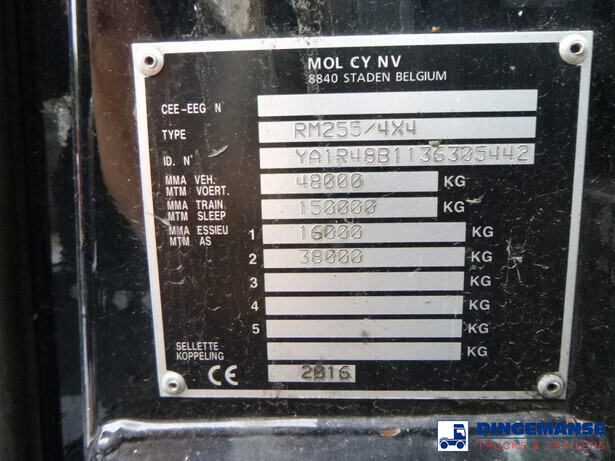 MOL CY NV
8840 STADEN BELGIUM
CEE-EEG N°
TYPE RM255/4X4
ID. N° YA1R48B1136305442
MMA VEH.
MTM VOERT. 48000 KG
MMA TRAIN
MTM SLEEP 150000 KG
MMA ESSIEU
MTM AS 1 16000 KG
2 38000 KG
3 KG
4 KG
5 KG
SELLETTE
KOPPELING KG
CE 2016
DINGEMANSE
TRUCKS & TRAILERS